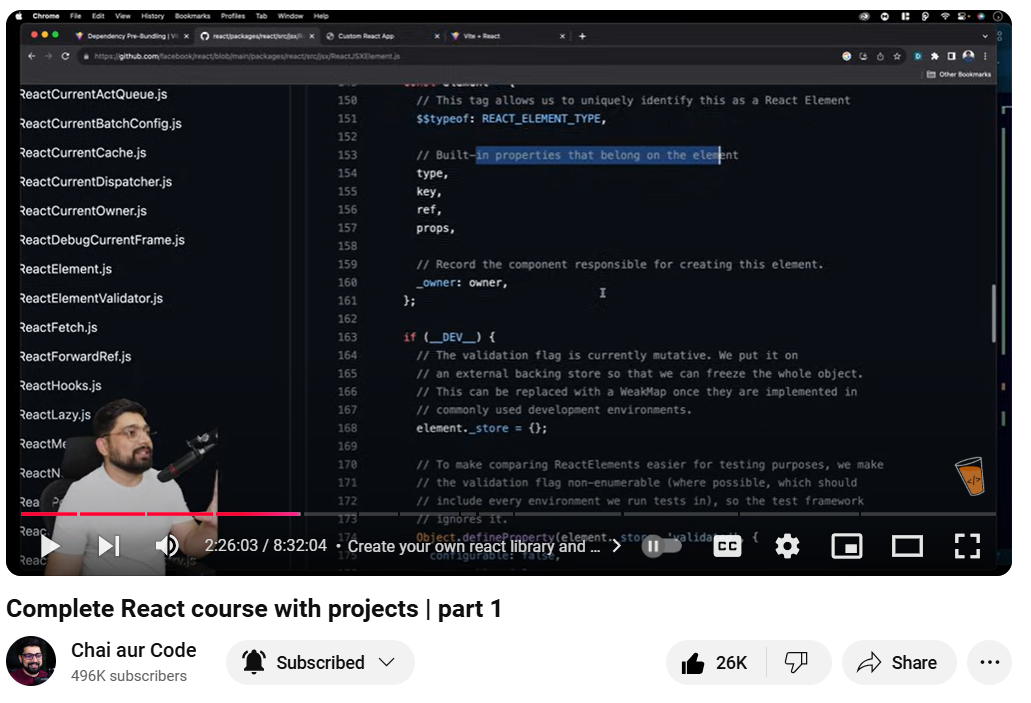 Chrome File Edit View History Bookmarks Profiles Tab Window Help
Dependency Pre-Bundling | Vi react/packages/react/src/jsx/R Custom React App Vite + React
https://github.com/facebook/react/blob/main/packages/react/src/jsx/ReactJSXElement.js
Other Bookmarks
ReactCurrentActQueue.js
ReactCurrentBatchConfig.js
ReactCurrentCache.js
ReactCurrentDispatcher.js
ReactCurrentOwner.js
ReactDebugCurrentFrame.js
ReactElement.js
ReactElementValidator.js
ReactFetch.js
ReactForwardRef.js
ReactHooks.js
ReactLazy.js
ReactMe
ReactN
Rea
Reac
Reac
150 // This tag allows us to uniquely identify this as a React Element
151 $$typeof: REACT_ELEMENT_TYPE,
152
153 // Built-in properties that belong on the element
154 type,
155 key,
156 ref,
157 props,
158
159 // Record the component responsible for creating this element.
160 _owner: owner,
161 };
162
163 if (__DEV__) {
164 // The validation flag is currently mutative. We put it on
165 // an external backing store so that we can freeze the whole object.
166 // This can be replaced with a WeakMap once they are implemented in
167 // commonly used development environments.
168 element._store = {};
169
170 // To make comparing ReactElements easier for testing purposes, we make
171 // the validation flag non-enumerable (where possible, which should
172 // include every environment we run tests in), so the test framework
173 // ignores it.
174 Object.defineProperty(element._store, 'validated', {
configurable: false,
</>
2:26:03 / 8:32:04 • Create your own react library and ...
CC
Complete React course with projects | part 1
Chai aur Code
496K subscribers
Subscribed
26K
Share